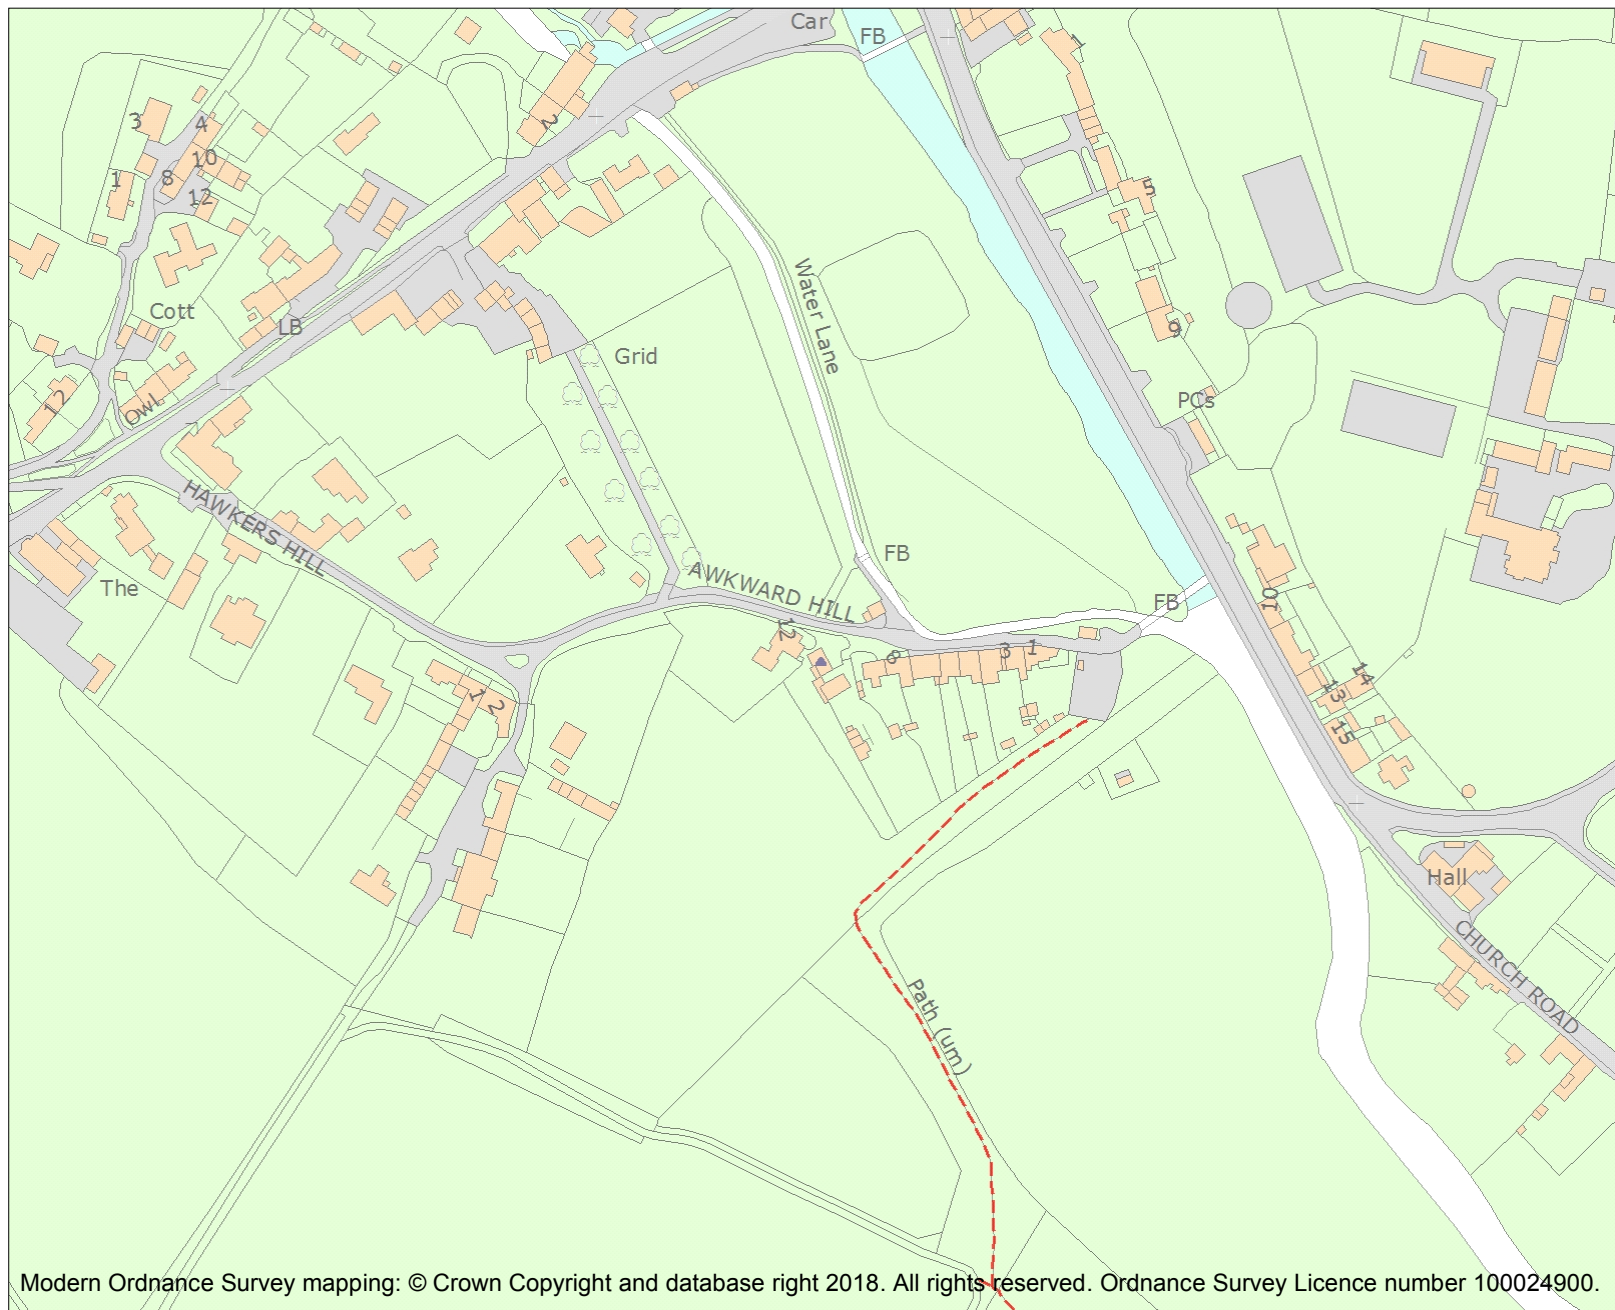 Car
FB
1
2
3
4
10
8
1
12
5
Water Lane
Cott
LB
Grid
9
PCs
Owl
1 2
HAWKERS HILL
FB
AWKWARD HILL
The
FB
10
12
3
1
14
13
15
1
2
Hall
CHURCH ROAD
Path (um)
Modern Ordnance Survey mapping: © Crown Copyright and database right 2018. All rights reserved. Ordnance Survey Licence number 100024900.